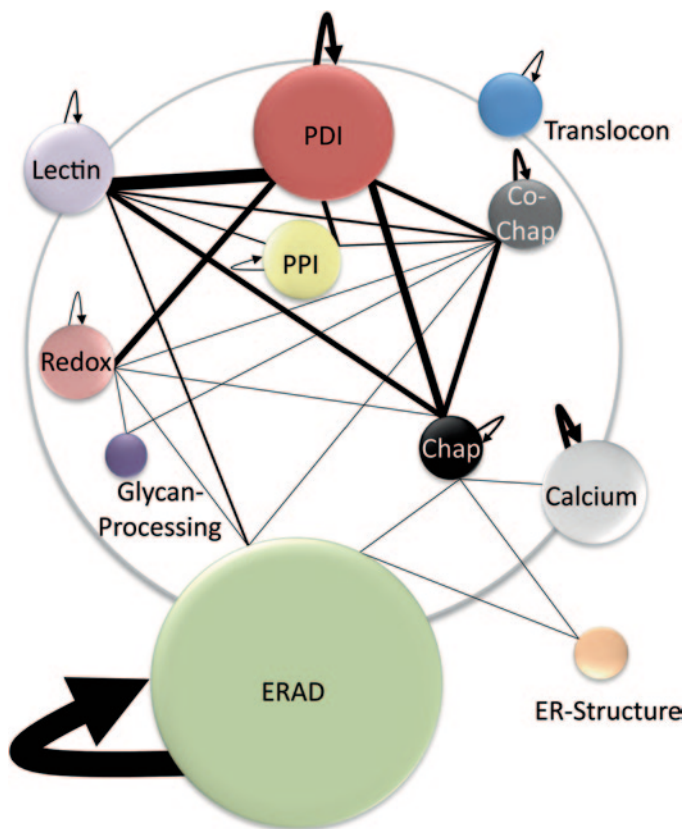 PDI
Translocon
Lectin
Co-
Chap
PPI
Redox
Chap
Calcium
Glycan-
Processing
ERAD
ER-Structure